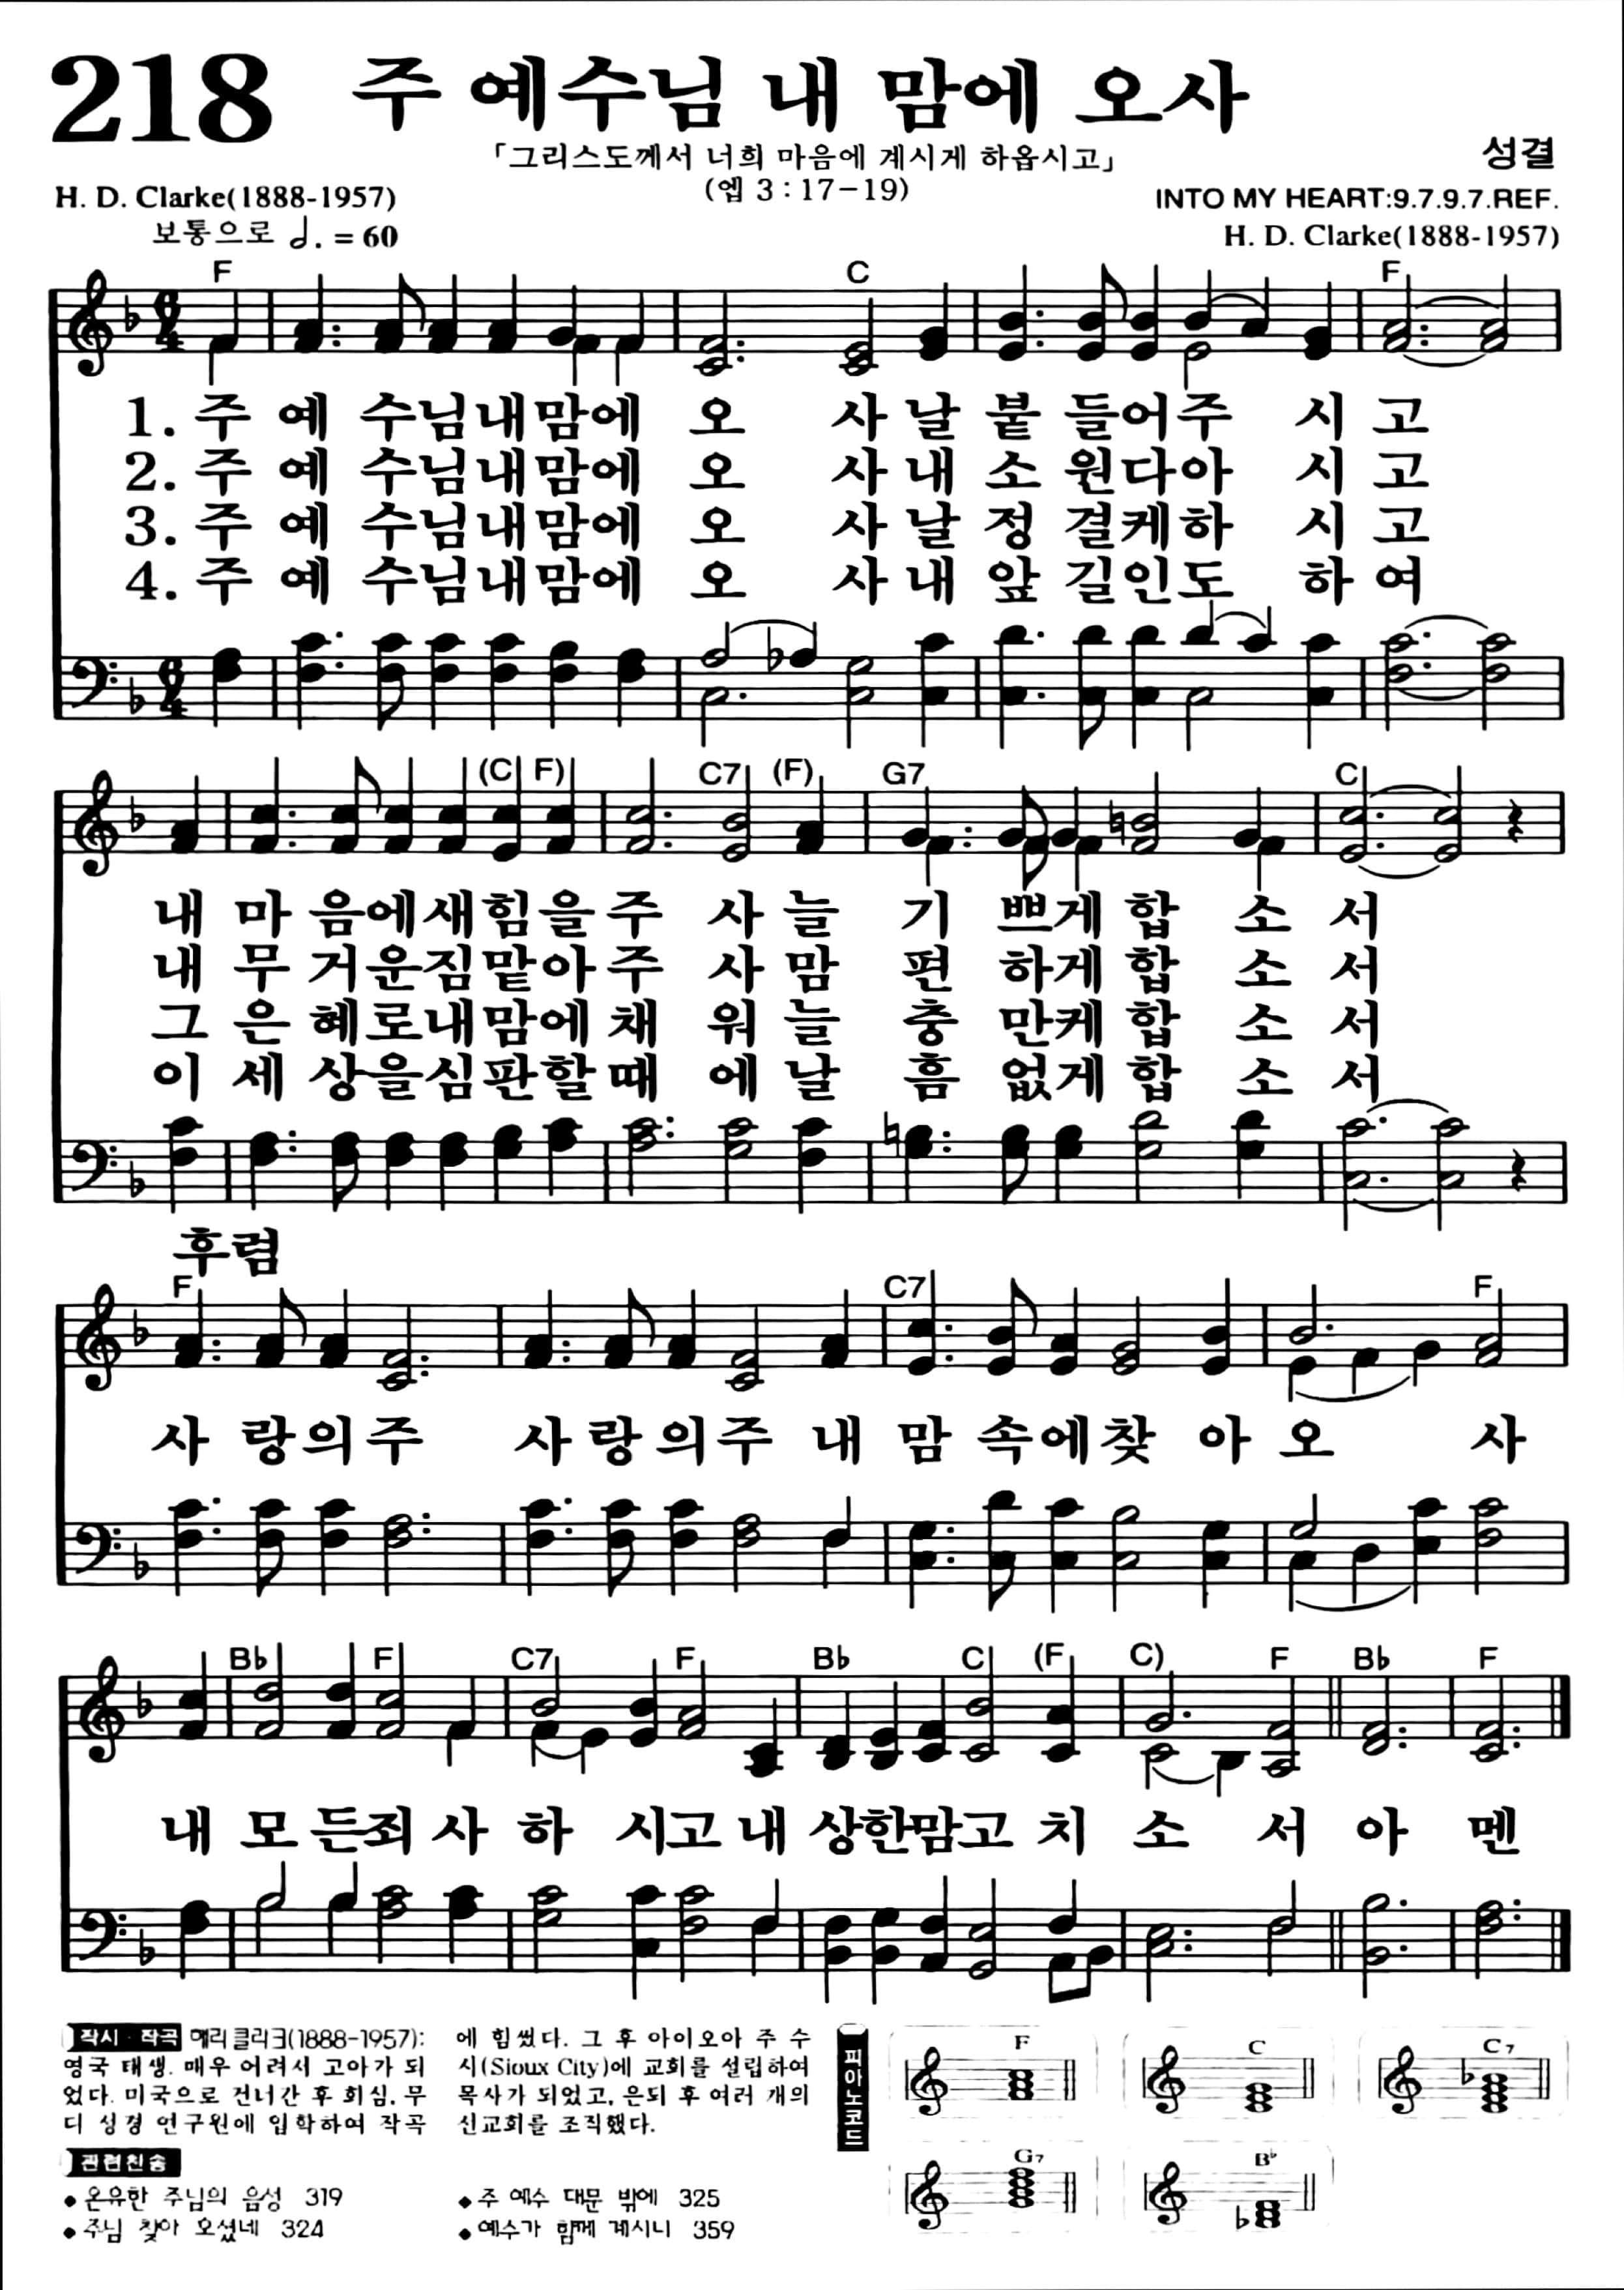 218 주 예수님 내 맘에 오사
「그리스도께서 너희 마음에 계시게 하옵시고」
성결
(엡 3 : 17-19)
H. D. Clarke(1888-1957)
INTO MY HEART:9.7.9.7.REF.
보통으로 𝅗𝅥. = 60
H. D. Clarke(1888-1957)
F C F
6/4
1. 주 예 수님내맘에 오 사 날 붙 들어주 시 고
2. 주 예 수님내맘에 오 사 내 소 원다아 시 고
3. 주 예 수님내맘에 오 사 날 정 결케하 시 고
4. 주 예 수님내맘에 오 사 내 앞 길인도 하 여
6/4
(C F) C7 (F) G7 C
내 마 음에새힘을주 사 늘 기 쁘게 합 소 서
내 무 거운짐맡아주 사 맘 편 하게 합 소 서
그 은 혜로내맘에 채 워 늘 충 만케 합 소 서
이 세 상을심판할때 에 날 흠 없게 합 소 서
후렴
F C7 F
사 랑의주 사 랑 의주 내 맘 속에찾 아 오 사
B♭ F C7 F B♭ C (F C) F B♭ F
내 모 든죄 사 하 시고 내 상한맘고 치 소 서 아 멘
작시·작곡 해리 클라크(1888-1957):
영국 태생. 매우 어려서 고아가 되
었다. 미국으로 건너간 후 회심, 무
디 성경 연구원에 입학하여 작곡
에 힘썼다. 그 후 아이오아 주 수
시(Sioux City)에 교회를 설립하여
목사가 되었고, 은퇴 후 여러 개의
선교회를 조직했다.
관련찬송
● 온유한 주님의 음성 319
● 주님 찾아 오셨네 324
● 주 예수 대문 밖에 325
● 예수가 함께 계시니 359
피아노코드
F C C7
G7 B♭